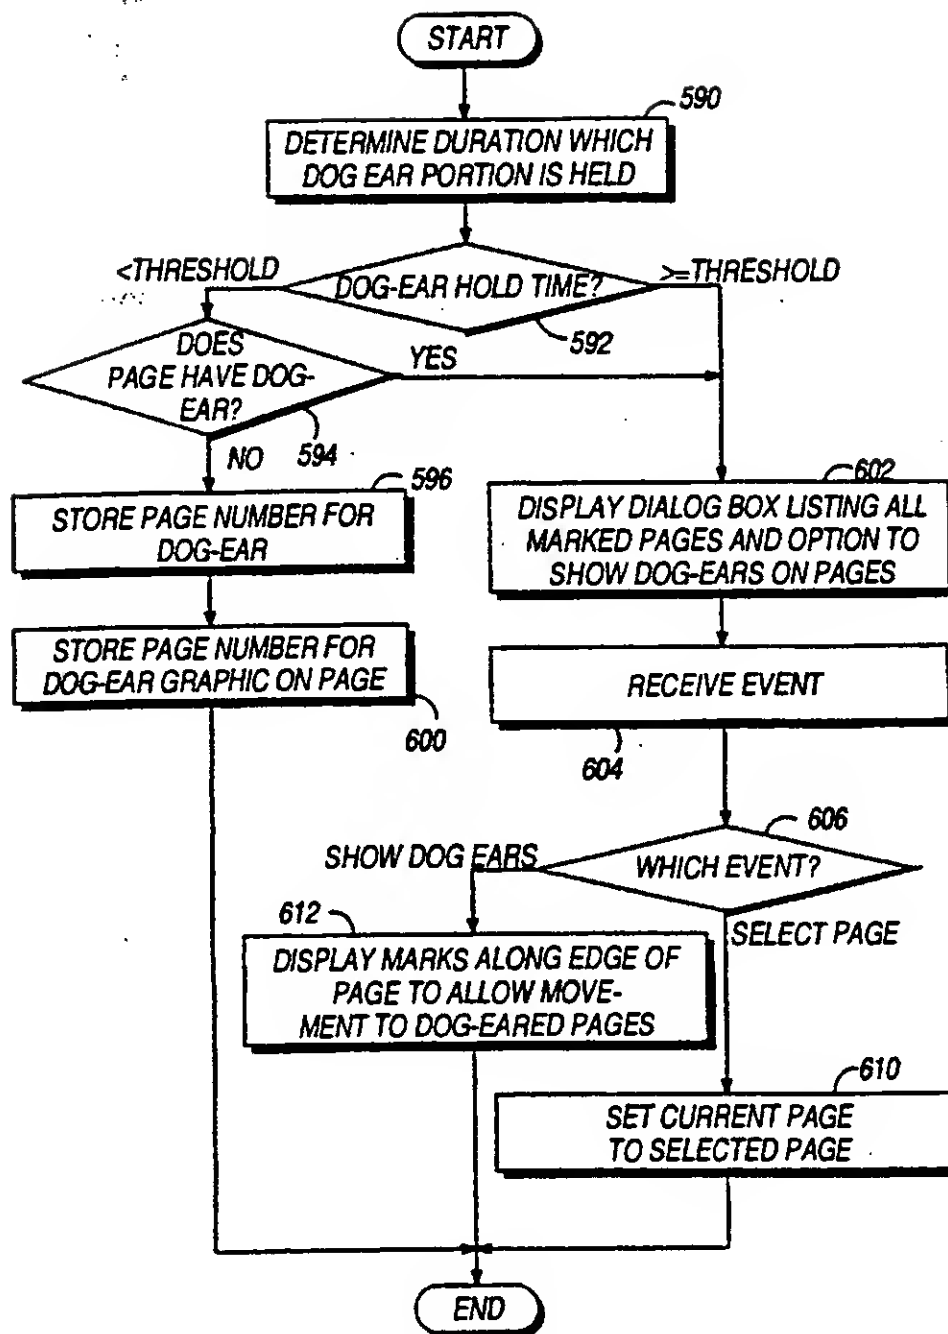 START
590
DETERMINE DURATION WHICH
DOG EAR PORTION IS HELD
<THRESHOLD
DOG-EAR HOLD TIME?
>=THRESHOLD
592
DOES
PAGE HAVE DOG-
EAR?
YES
594
NO
596
STORE PAGE NUMBER FOR
DOG-EAR
602
DISPLAY DIALOG BOX LISTING ALL
MARKED PAGES AND OPTION TO
SHOW DOG-EARS ON PAGES
STORE PAGE NUMBER FOR
DOG-EAR GRAPHIC ON PAGE
600
RECEIVE EVENT
604
606
SHOW DOG EARS
WHICH EVENT?
612
SELECT PAGE
DISPLAY MARKS ALONG EDGE OF
PAGE TO ALLOW MOVE-
MENT TO DOG-EARED PAGES
610
SET CURRENT PAGE
TO SELECTED PAGE
END